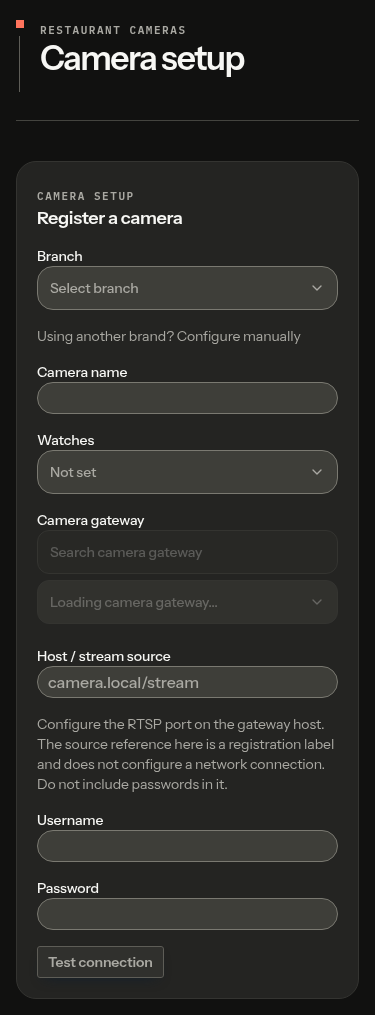 RESTAURANT CAMERAS
Camera setup
CAMERA SETUP
Register a camera
Branch
Select branch
Using another brand? Configure manually
Camera name
Watches
Not set
Camera gateway
Search camera gateway
Loading camera gateway...
Host / stream source
camera.local/stream
Configure the RTSP port on the gateway host.
The source reference here is a registration label
and does not configure a network connection.
Do not include passwords in it.
Username
Password
Test connection